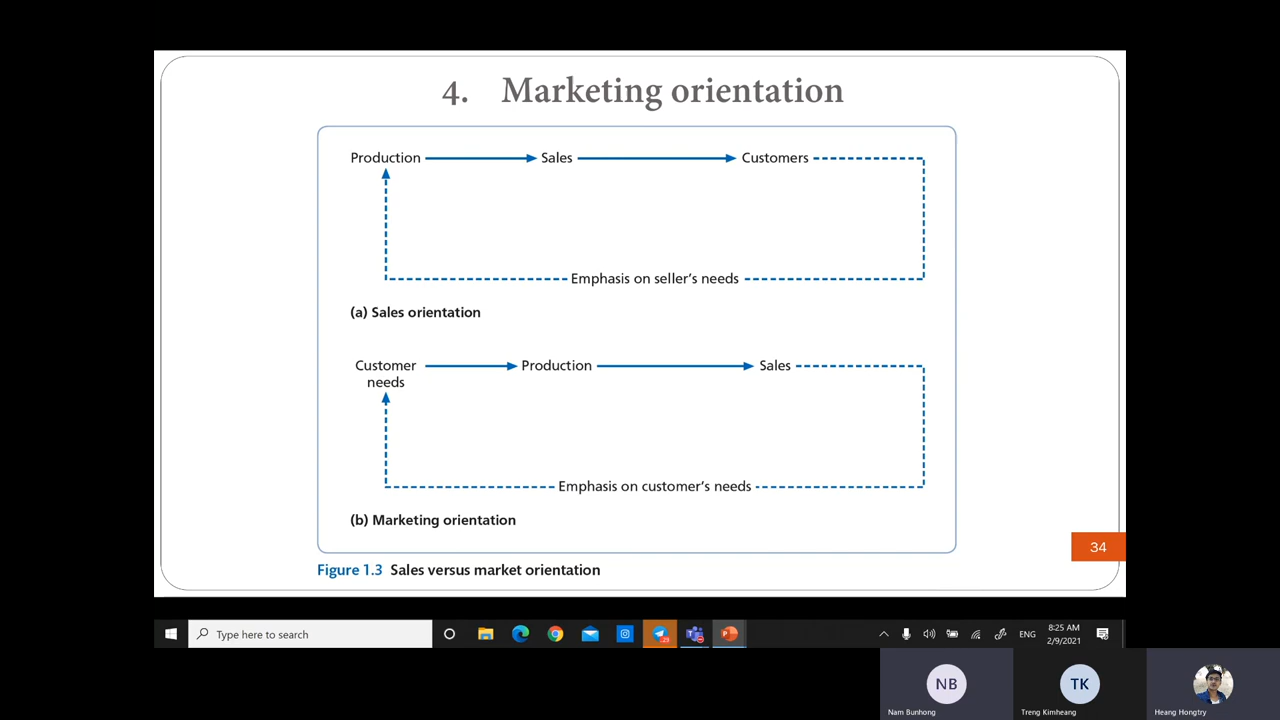 4. Marketing orientation
Production Sales Customers
Emphasis on seller's needs
(a) Sales orientation
Customer needs Production Sales
Emphasis on customer's needs
(b) Marketing orientation
34
Figure 1.3 Sales versus market orientation
Type here to search
ENG
8:25 AM
2/9/2021
NB
TK
Nam Bunhong
Treng Kimheang
Heang Hongtry